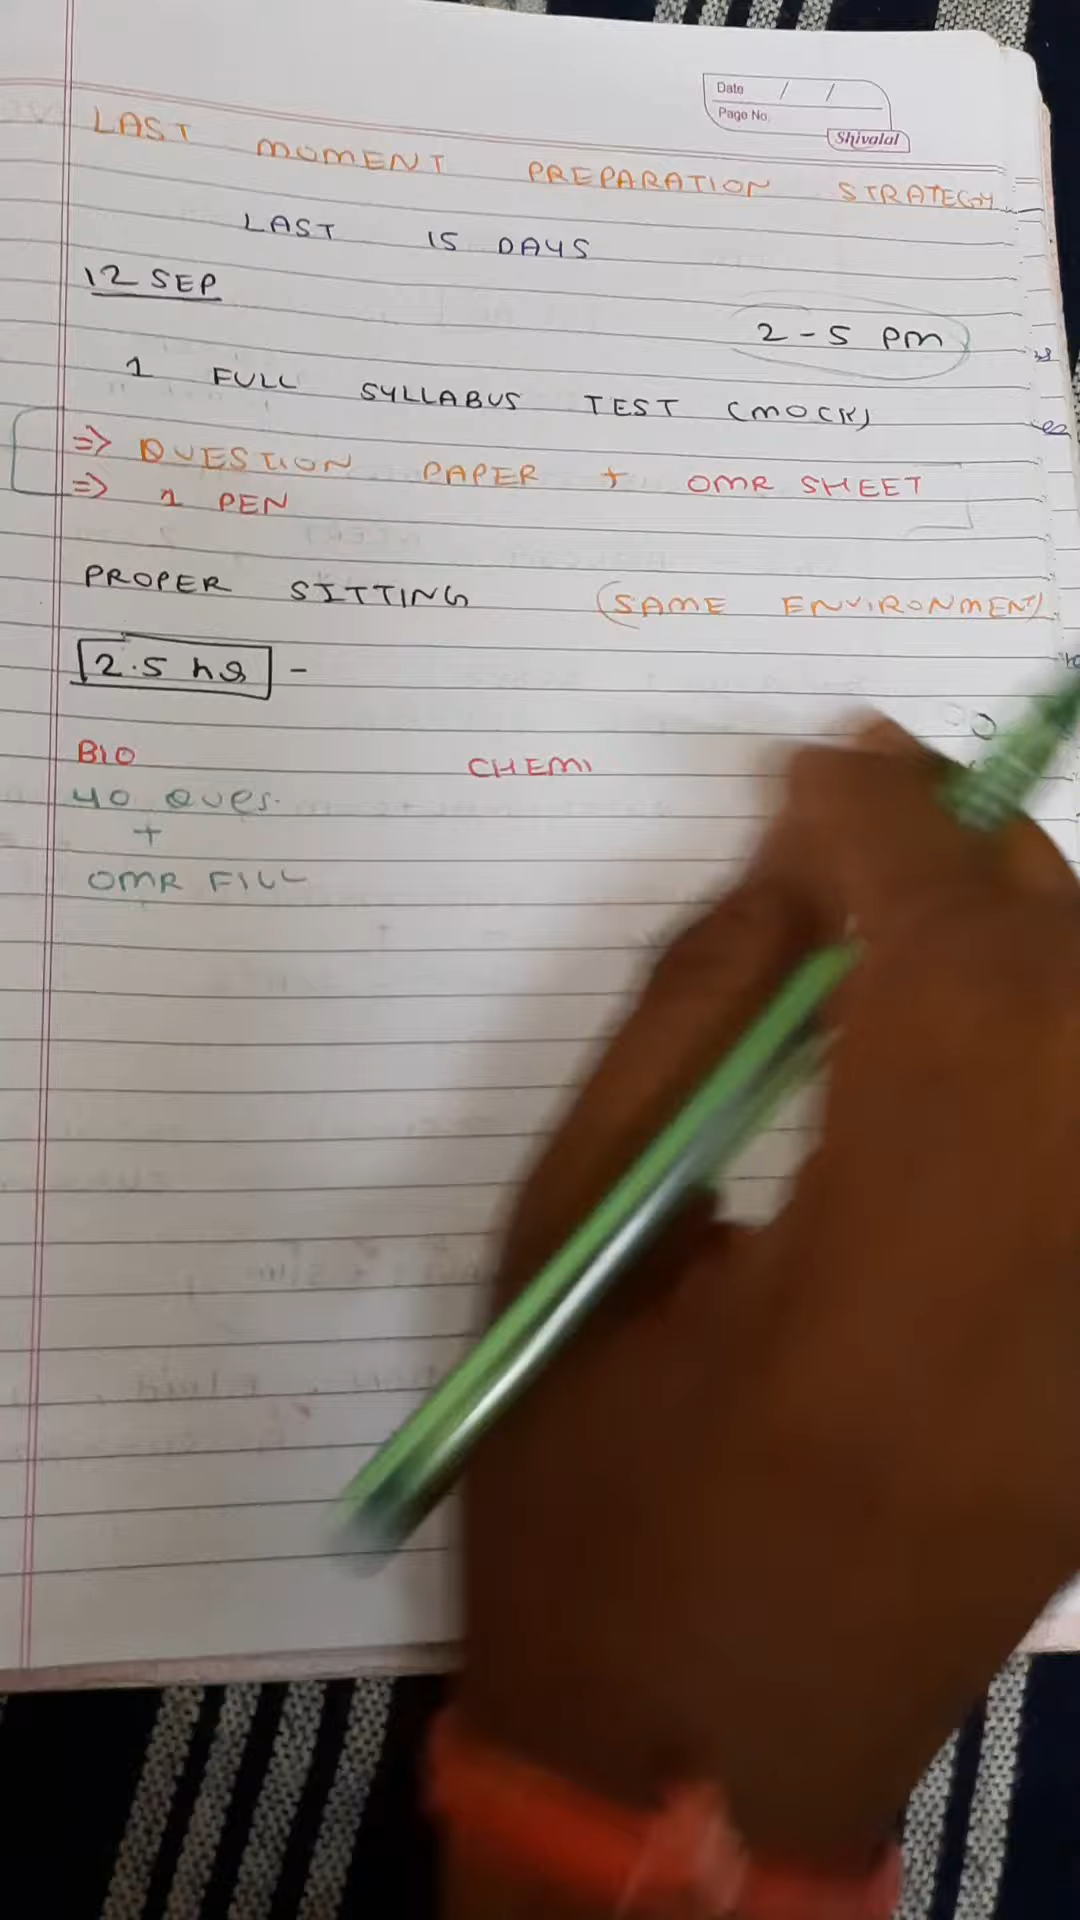 Date / /
Page No.
Shivalal
LAST MOMENT PREPARATION STRATEGY
LAST 15 DAYS
12 SEP
2-5 pm
1 FULL SYLLABUS TEST (MOCK)
=> QUESTION PAPER + OMR SHEET
=> 1 PEN
PROPER SITTING (SAME ENVIRONMENT)
2.5 hs -
BIO CHEMI
40 Ques.
+
OMR FILL